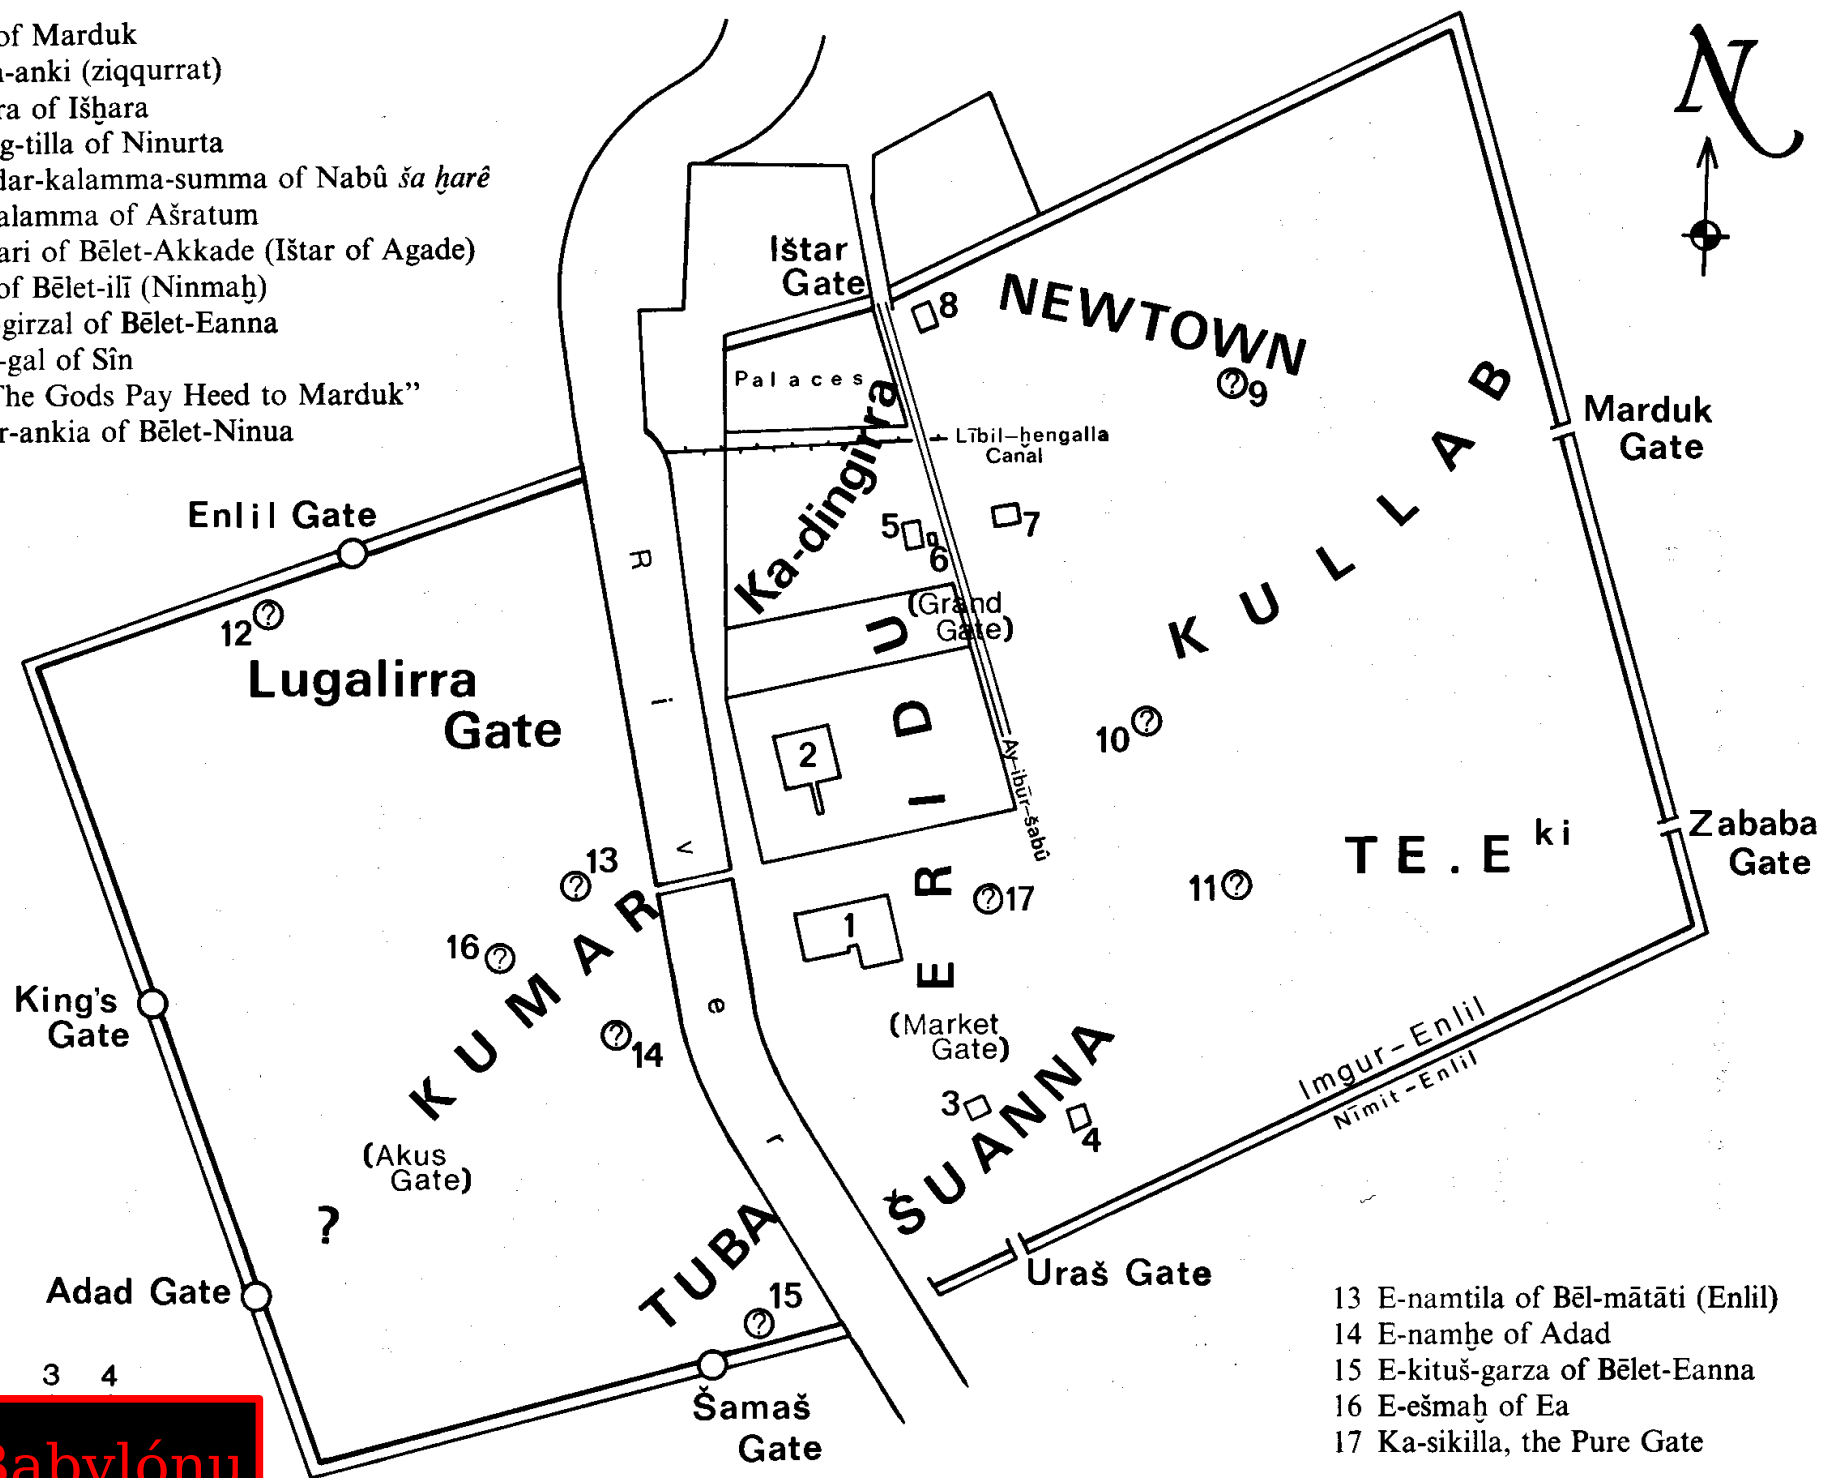 of Marduk
-anki (ziqqurrat)
ra of Išḫara
g-tilla of Ninurta
dar-kalamma-summa of Nabû ša ḫarê
alamma of Ašratum
ari of Bēlet-Akkade (Ištar of Agade)
of Bēlet-ilī (Ninmaḫ)
girzal of Bēlet-Eanna
-gal of Sîn
The Gods Pay Heed to Marduk”
r-ankia of Bēlet-Ninua
N
Ištar
Gate
8
NEWTOWN
9
Palaces
Ka-dingirra
Lībil-ḫengalla
Canal
KULLAB
Marduk
Gate
Enlil Gate
5
6
7
12
Lugalirra
Gate
(Grand
Gate)
River
2
10
Ay-ibūr-šabû
ERIDU
TE.E ki
Zababa
Gate
13
1
17
11
16
KUMAR
King's
Gate
14
(Market
Gate)
3
4
ŠUANNA
Imgur-Enlil
Nīmit-Enlil
(Akus
Gate)
?
TUBA
Adad Gate
15
Uraš Gate
Šamaš
Gate
3 4
Babylónu
13 E-namtila of Bēl-mātāti (Enlil)
14 E-namḫe of Adad
15 E-kituš-garza of Bēlet-Eanna
16 E-ešmaḫ of Ea
17 Ka-sikilla, the Pure Gate